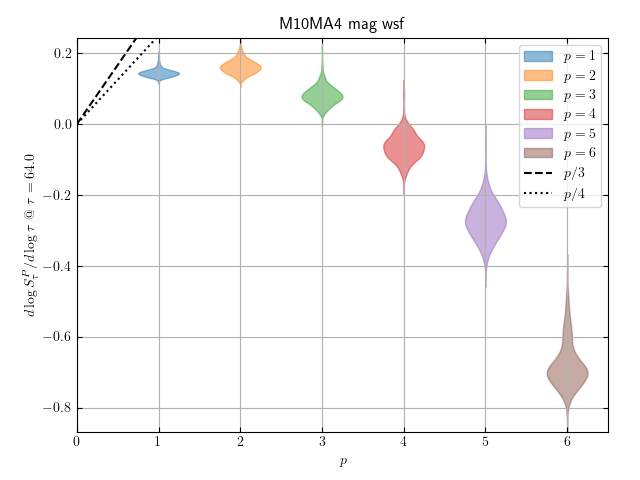 M10MA4 mag wsf
d log S_τ^P / d log τ @ τ = 64.0
0.2
0.0
−0.2
−0.4
−0.6
−0.8
0 1 2 3 4 5 6
p
p = 1
p = 2
p = 3
p = 4
p = 5
p = 6
p/3
p/4